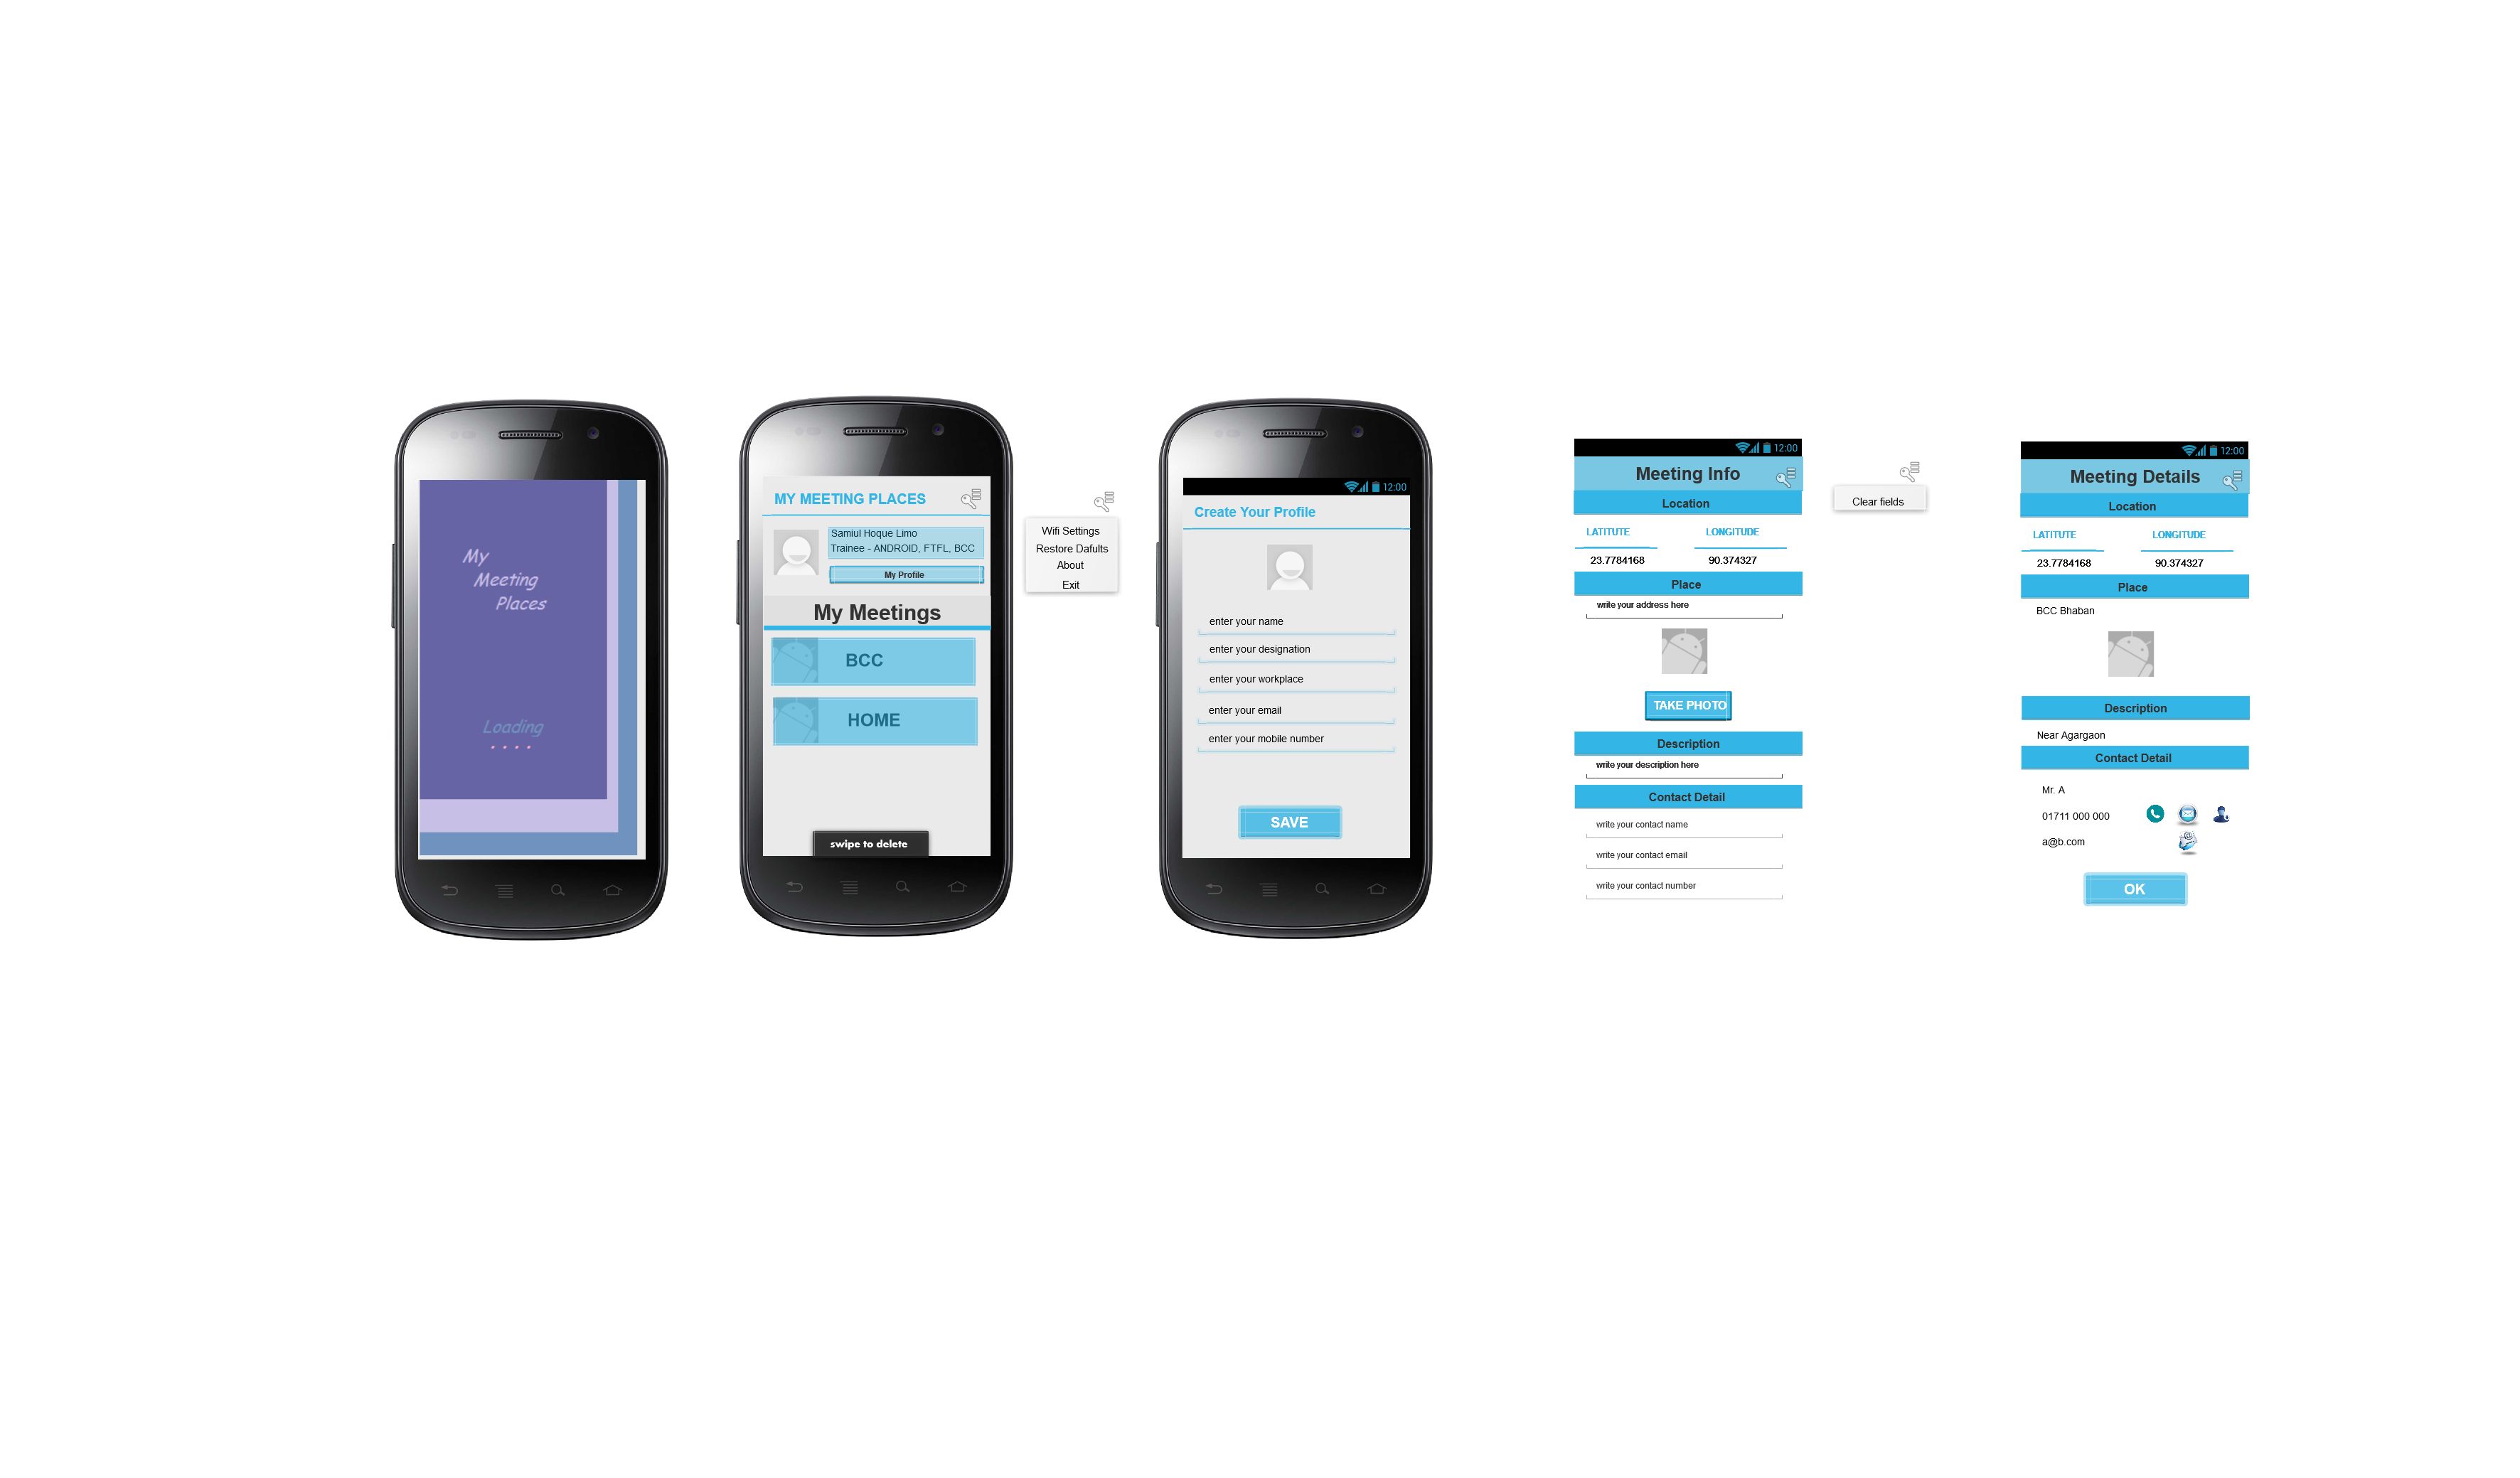 My
Meeting
Places
Loading
MY MEETING PLACES
Samiul Hoque Limo
Trainee - ANDROID, FTFL, BCC
My Profile
My Meetings
BCC
HOME
swipe to delete
Wifi Settings
Restore Dafults
About
Exit
12:00
Create Your Profile
enter your name
enter your designation
enter your workplace
enter your email
enter your mobile number
SAVE
12:00
Meeting Info
Location
LATITUTE LONGITUDE
23.7784168 90.374327
Place
write your address here
TAKE PHOTO
Description
write your description here
Contact Detail
write your contact name
write your contact email
write your contact number
Clear fields
12:00
Meeting Details
Location
LATITUTE LONGITUDE
23.7784168 90.374327
Place
BCC Bhaban
Description
Near Agargaon
Contact Detail
Mr. A
01711 000 000
a@b.com
OK